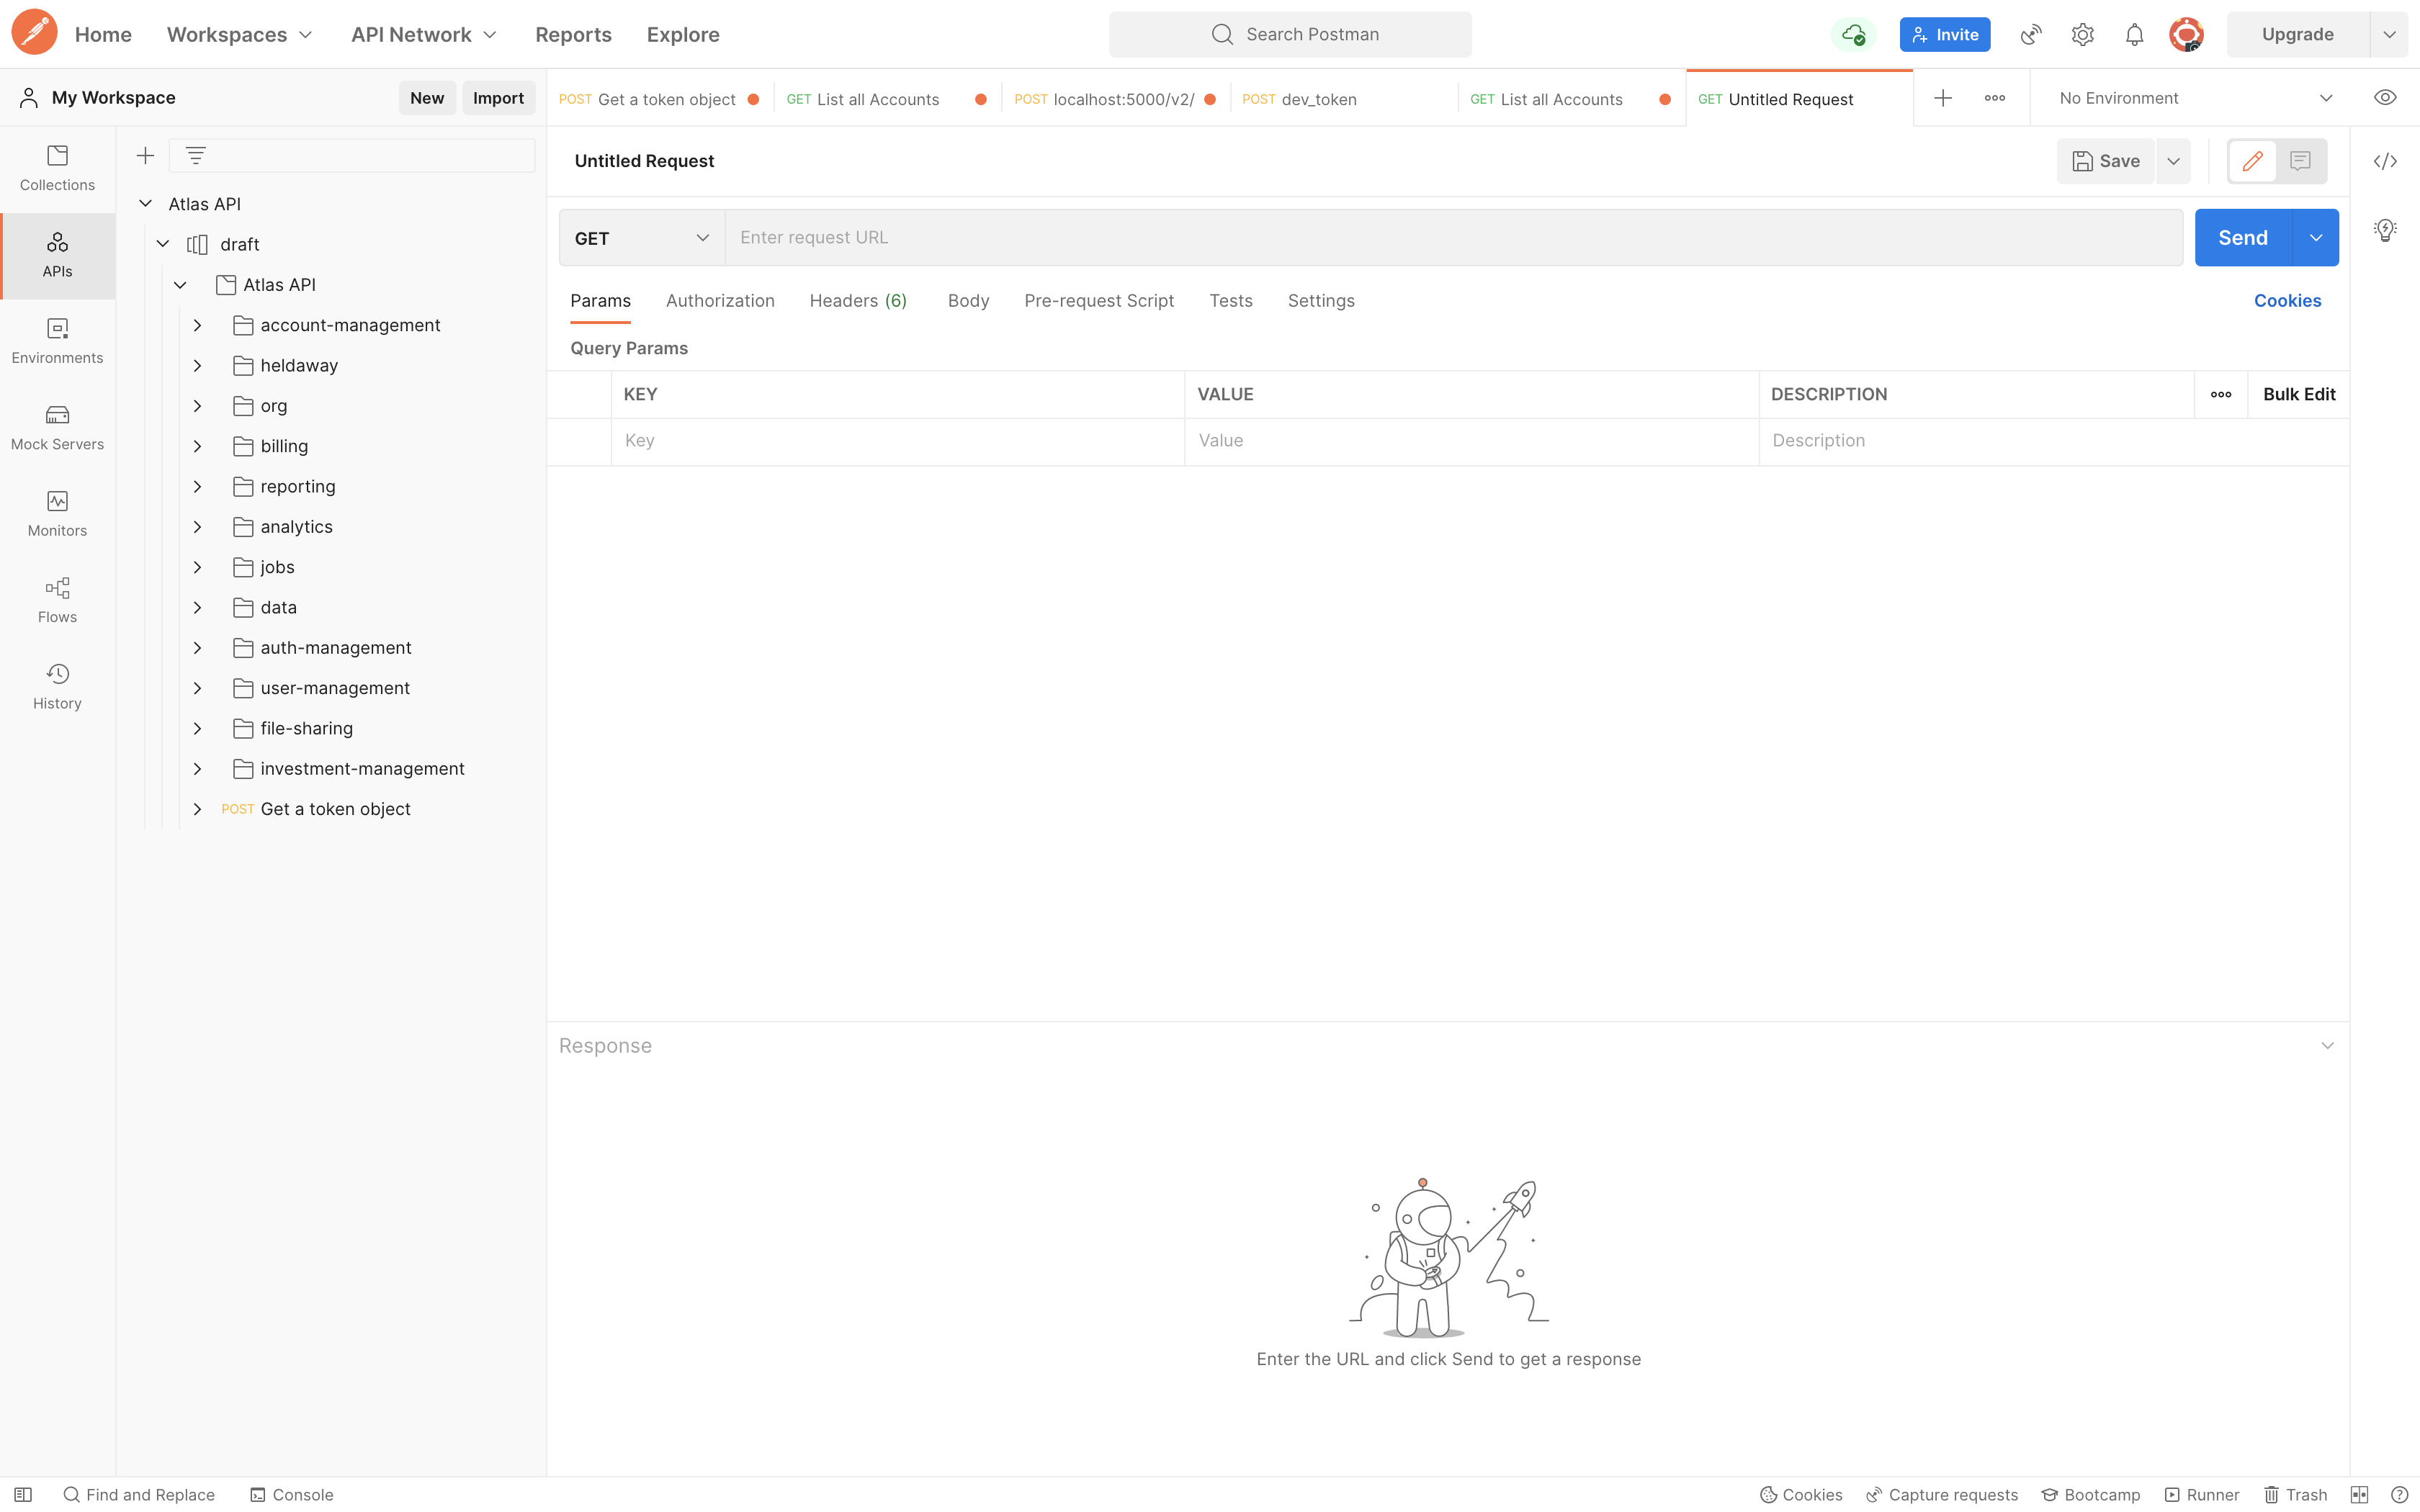 Home Workspaces API Network Reports Explore Search Postman Invite Upgrade
My Workspace New Import
POST Get a token object GET List all Accounts POST localhost:5000/v2/ POST dev_token GET List all Accounts GET Untitled Request No Environment
Collections
APIs
Environments
Mock Servers
Monitors
Flows
History
Atlas API
draft
Atlas API
account-management
heldaway
org
billing
reporting
analytics
jobs
data
auth-management
user-management
file-sharing
investment-management
POST Get a token object
Untitled Request Save
GET Enter request URL Send
Params Authorization Headers (6) Body Pre-request Script Tests Settings Cookies
Query Params
KEY VALUE DESCRIPTION Bulk Edit
Key Value Description
Response
Enter the URL and click Send to get a response
Find and Replace Console Cookies Capture requests Bootcamp Runner Trash